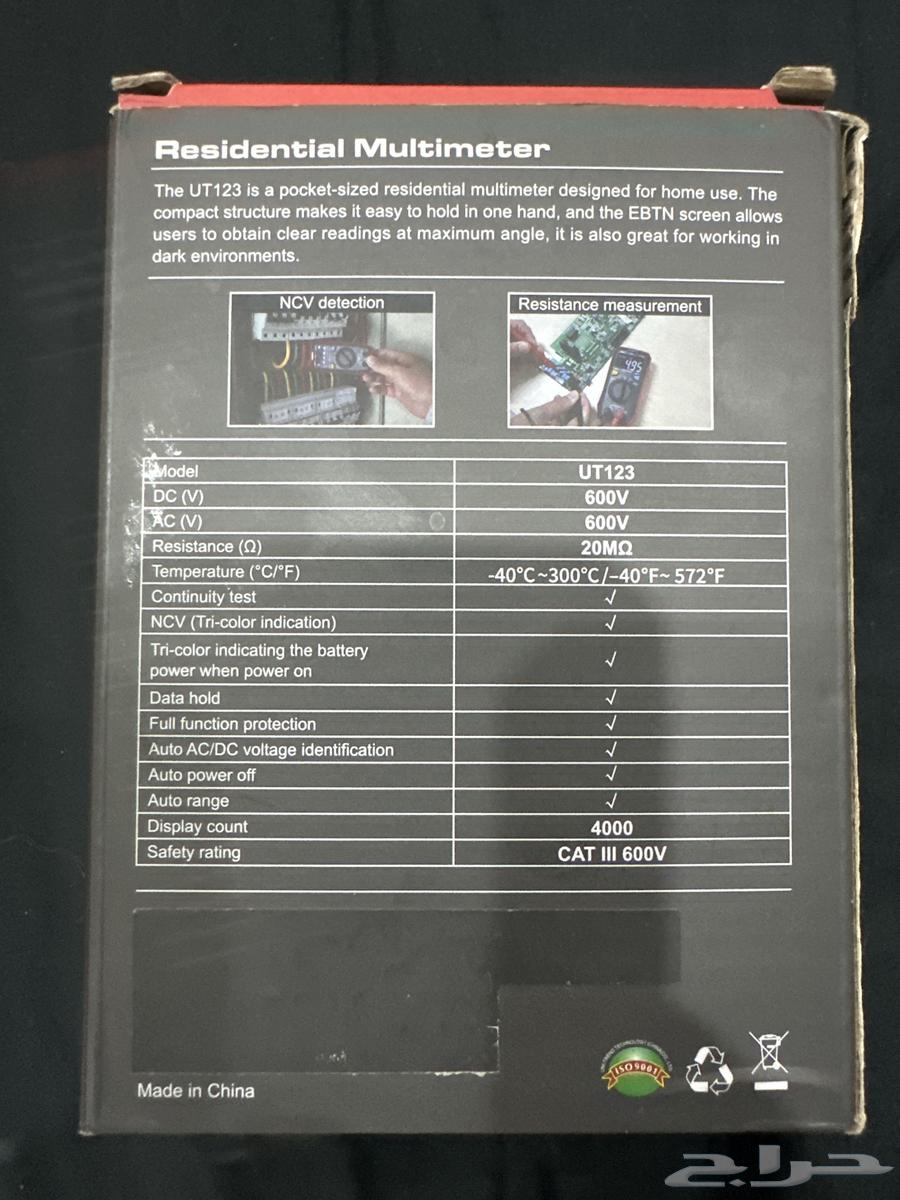 Residential Multimeter
The UT123 is a pocket-sized residential multimeter designed for home use. The
compact structure makes it easy to hold in one hand, and the EBTN screen allows
users to obtain clear readings at maximum angle, it is also great for working in
dark environments.
NCV detection
Resistance measurement
495
Model UT123
DC (V) 600V
AC (V) 600V
Resistance (Ω) 20MΩ
Temperature (°C/°F) -40°C~300°C/–40°F~ 572°F
Continuity test √
NCV (Tri-color indication) √
Tri-color indicating the battery
power when power on √
Data hold √
Full function protection √
Auto AC/DC voltage identification √
Auto power off √
Auto range √
Display count 4000
Safety rating CAT III 600V
ISO9001
Made in China
حراج